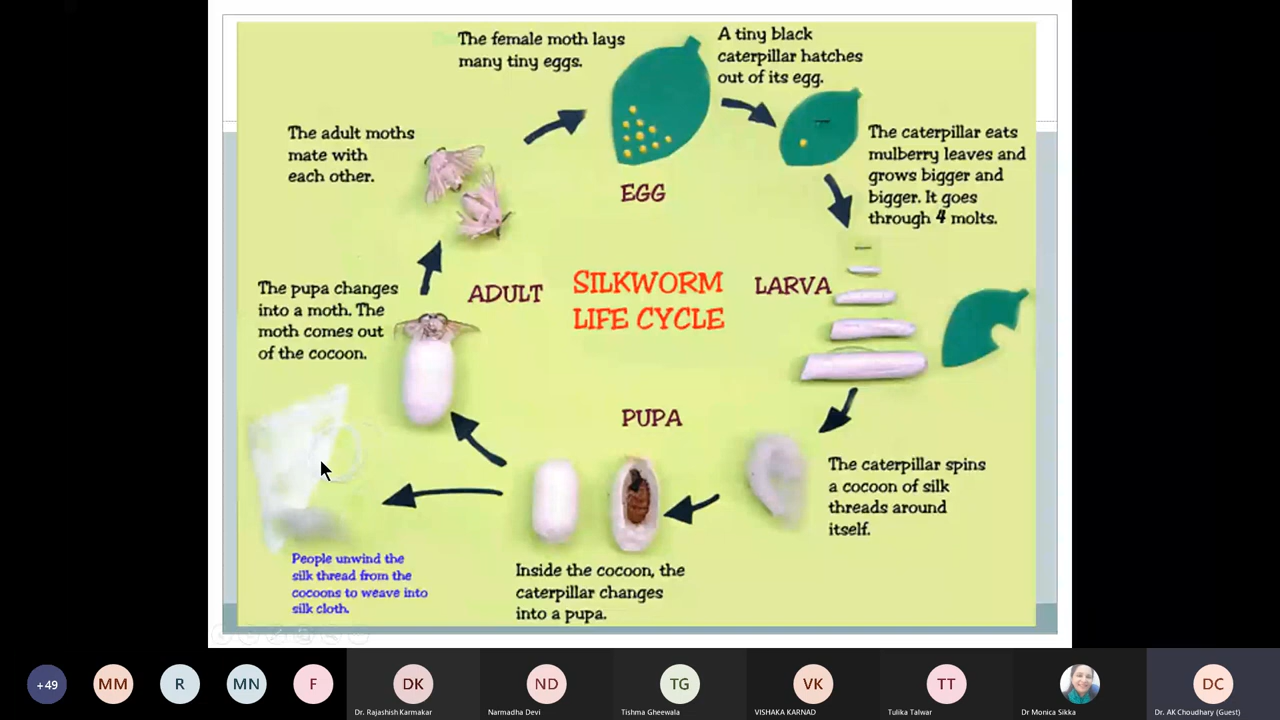 The female moth lays
many tiny eggs.
A tiny black
caterpillar hatches
out of its egg.
The adult moths
mate with
each other.
The caterpillar eats
mulberry leaves and
grows bigger and
bigger. It goes
through 4 molts.
EGG
SILKWORM
LIFE CYCLE
LARVA
ADULT
The pupa changes
into a moth. The
moth comes out
of the cocoon.
PUPA
The caterpillar spins
a cocoon of silk
threads around
itself.
People unwind the
silk thread from the
cocoons to weave into
silk cloth.
Inside the cocoon, the
caterpillar changes
into a pupa.
+49
MM
R
MN
F
DK
Dr. Rajashish Karmakar
ND
Narmadha Devi
TG
Tishma Gheewala
VK
VISHAKA KARNAD
TT
Tulika Talwar
Dr Monica Sikka
DC
Dr. AK Choudhary (Guest)